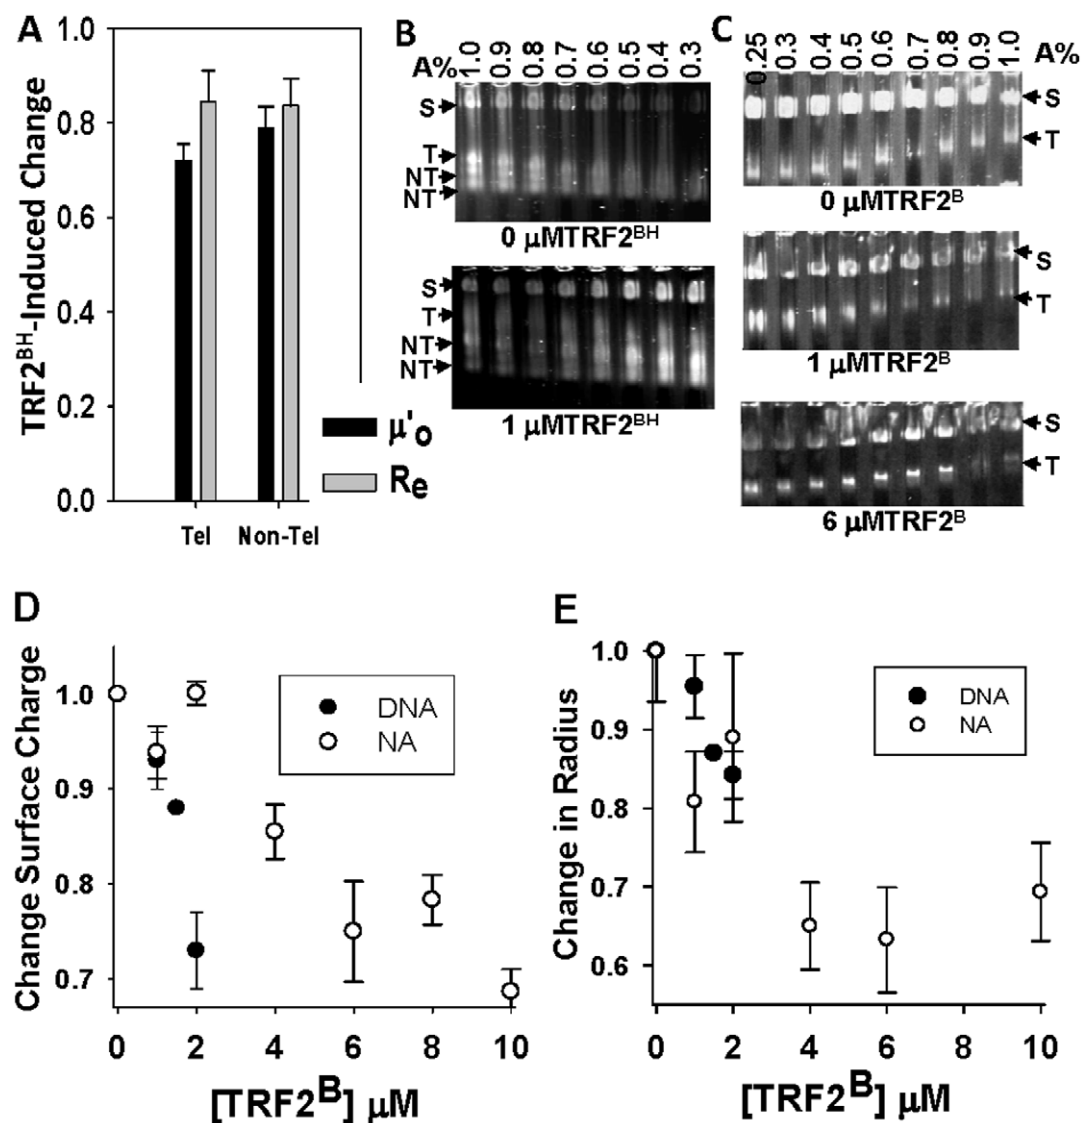 A
TRF2ᴮᴴ-Induced Change
1.0
0.8
0.6
0.4
0.2
0.0
Tel Non-Tel
μ'o
Re
B
A%
1.0 0.9 0.8 0.7 0.6 0.5 0.4 0.3
S
T
NT
NT
0 μMTRF2ᴮᴴ
S
T
NT
NT
1 μMTRF2ᴮᴴ
C
0.25 0.3 0.4 0.5 0.6 0.7 0.8 0.9 1.0 A%
S
T
0 μMTRF2ᴮ
S
T
1 μMTRF2ᴮ
S
T
6 μMTRF2ᴮ
D
Change Surface Charge
1.0
0.9
0.8
0.7
DNA
NA
0 2 4 6 8 10
[TRF2ᴮ] μM
E
Change in Radius
1.0
0.9
0.8
0.7
0.6
DNA
NA
0 2 4 6 8 10
[TRF2ᴮ] μM